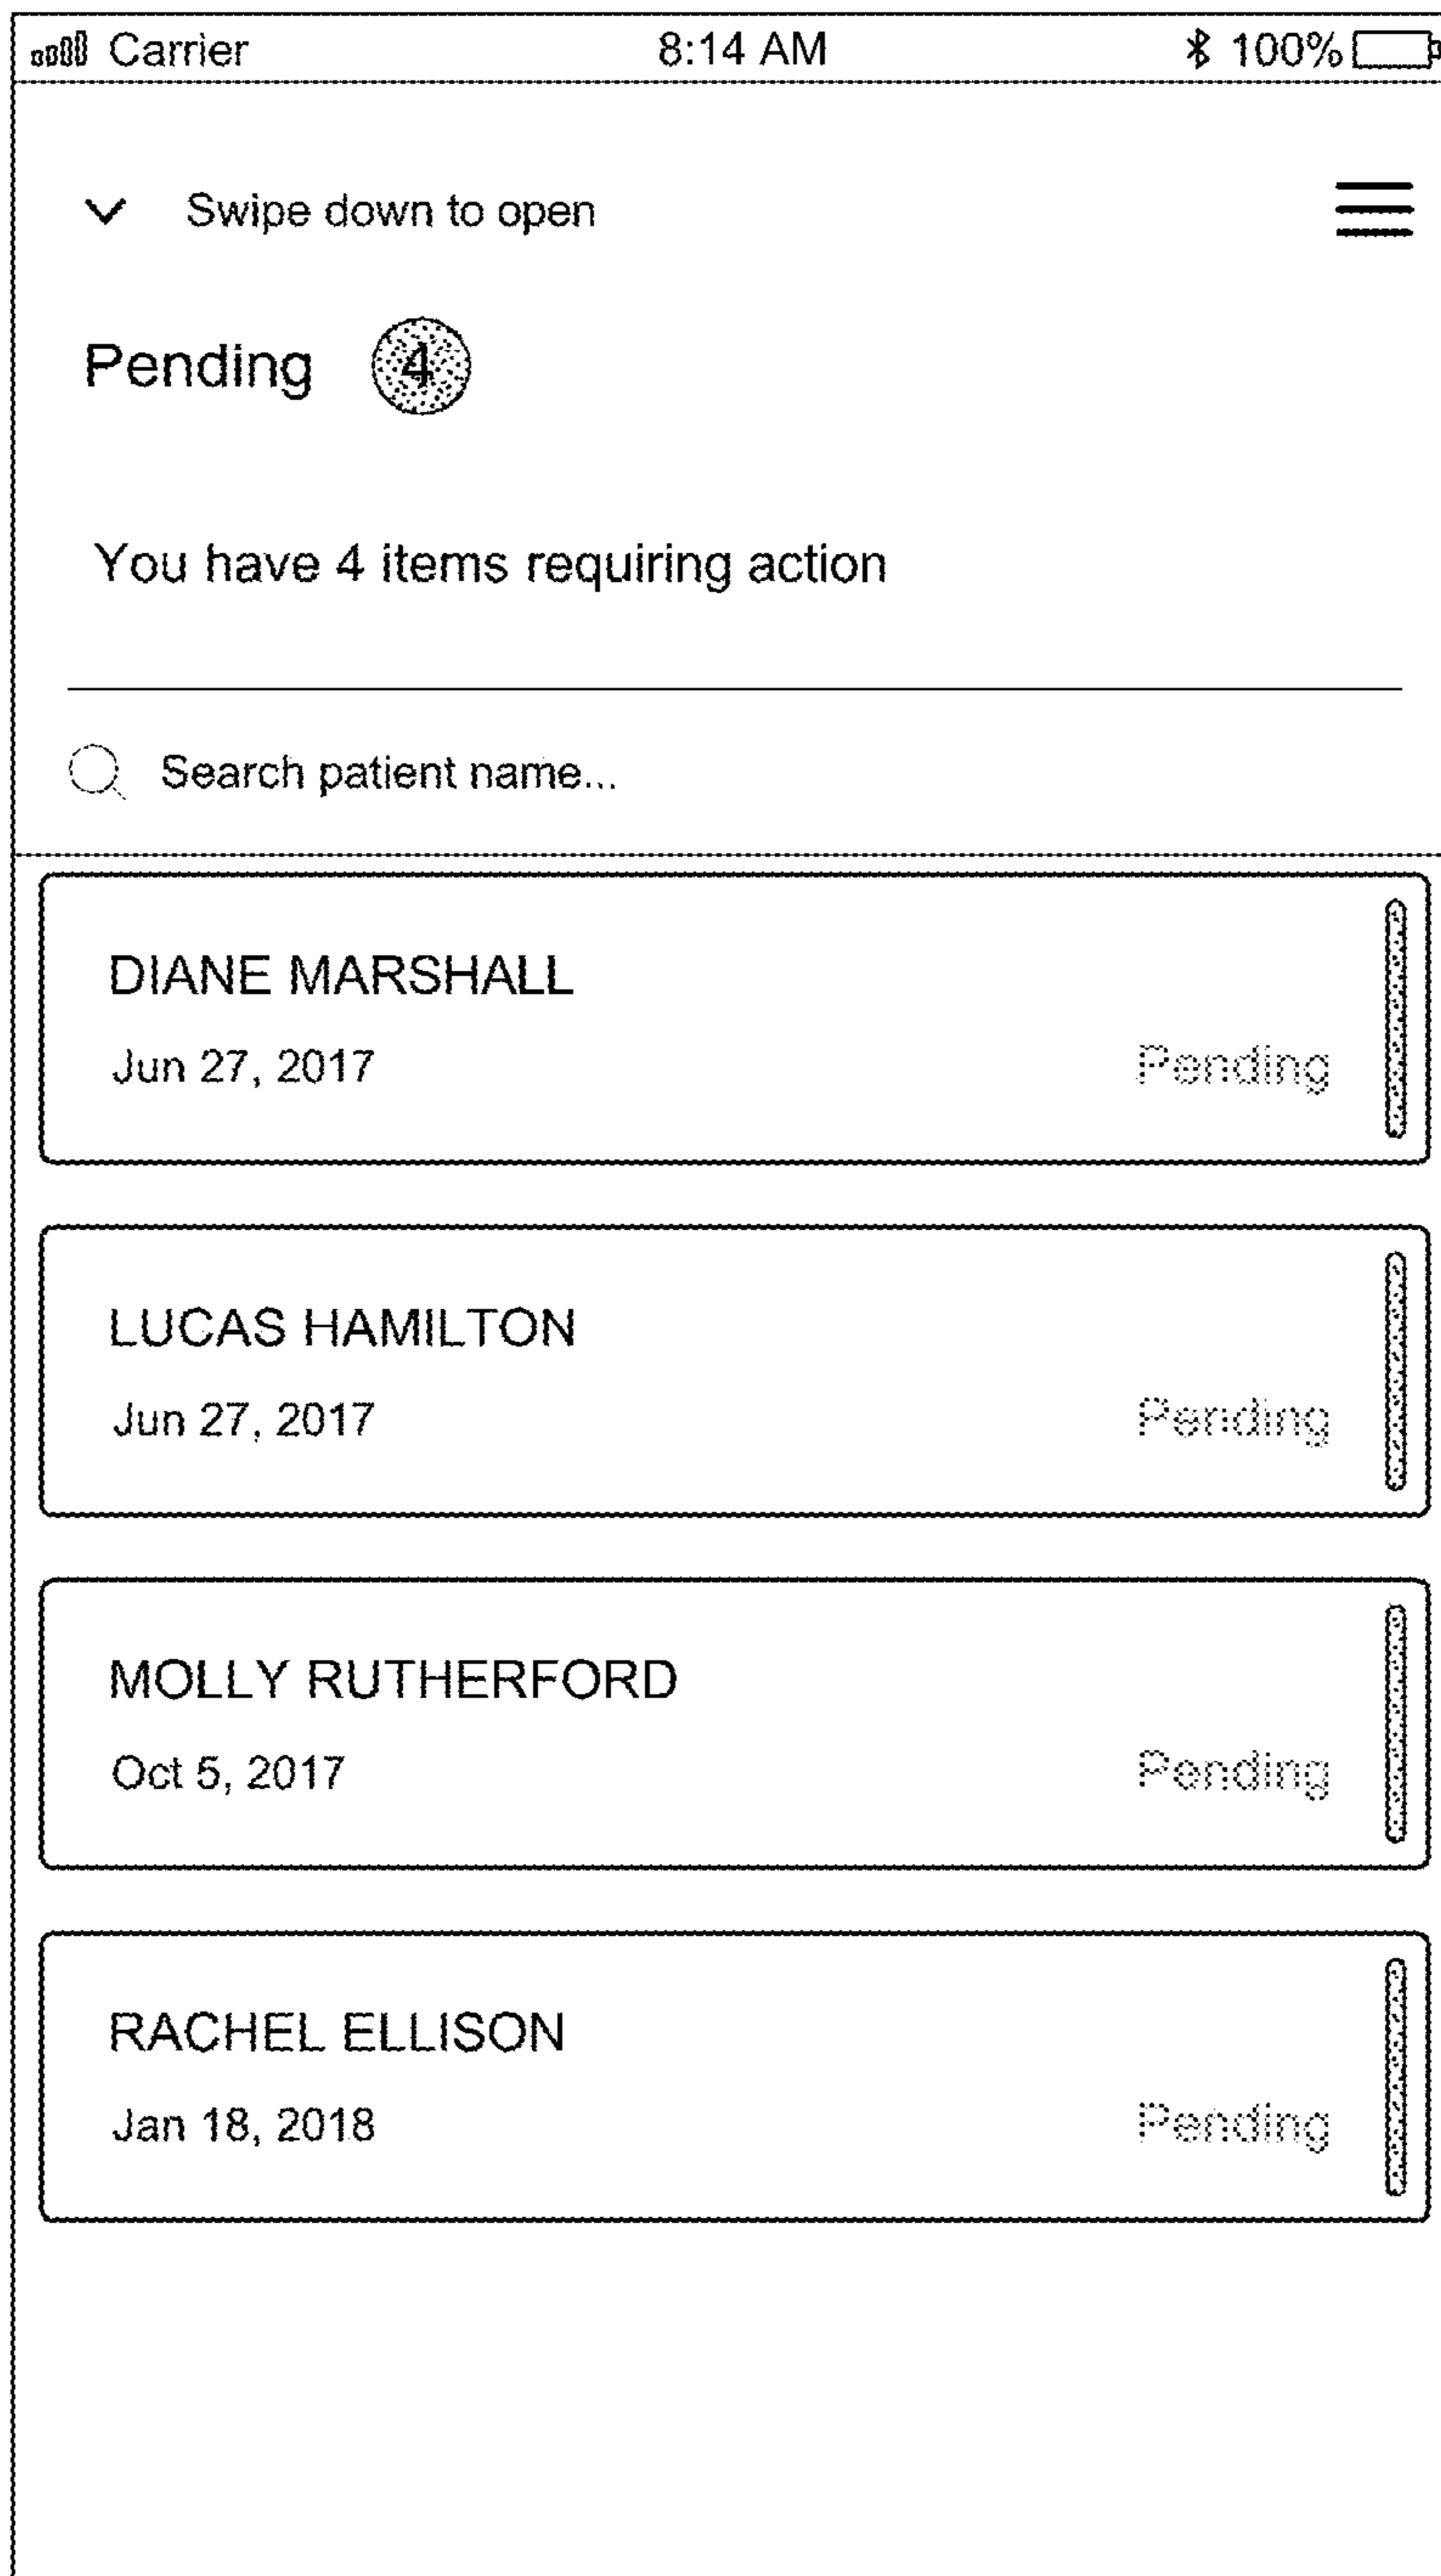 Carrier 8:14 AM 100%
Swipe down to open
Pending 4
You have 4 items requiring action
Search patient name...
DIANE MARSHALL
Jun 27, 2017 Pending
LUCAS HAMILTON
Jun 27, 2017 Pending
MOLLY RUTHERFORD
Oct 5, 2017 Pending
RACHEL ELLISON
Jan 18, 2018 Pending